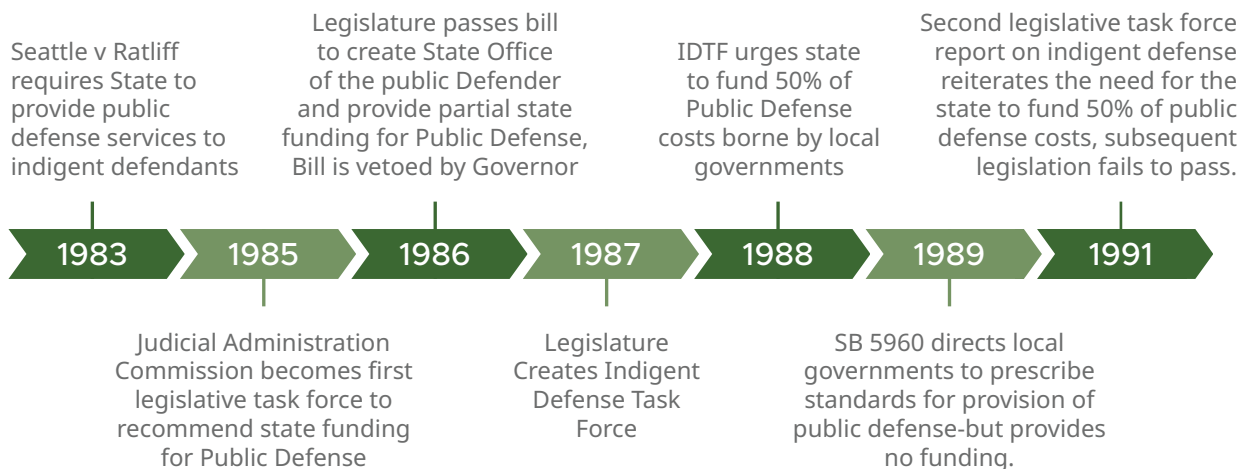 Seattle v Ratliff
requires State to
provide public
defense services to
indigent defendants
Legislature passes bill
to create State Office
of the public Defender
and provide partial state
funding for Public Defense,
Bill is vetoed by Governor
IDTF urges state
to fund 50% of
Public Defense
costs borne by local
governments
Second legislative task force
report on indigent defense
reiterates the need for the
state to fund 50% of public
defense costs, subsequent
legislation fails to pass.
1983
1985
1986
1987
1988
1989
1991
Judicial Administration
Commission becomes first
legislative task force to
recommend state funding
for Public Defense
Legislature
Creates Indigent
Defense Task
Force
SB 5960 directs local
governments to prescribe
standards for provision of
public defense-but provides
no funding.